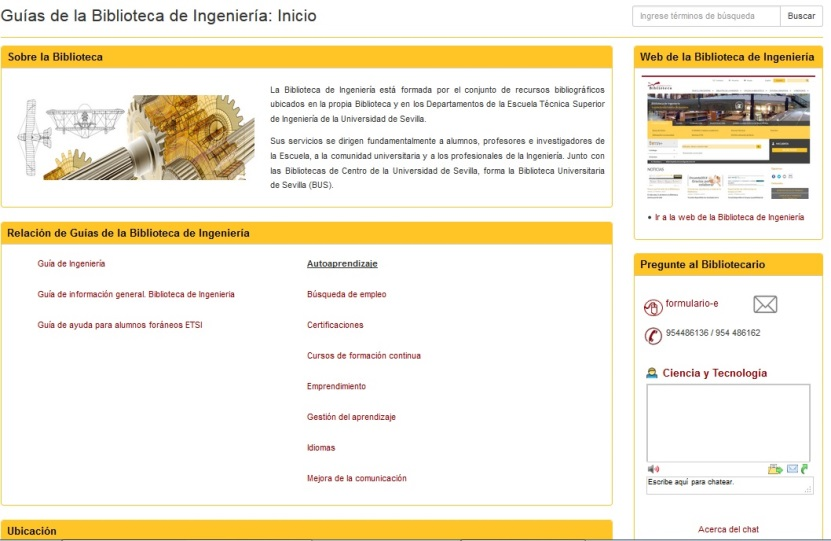 Guías de la Biblioteca de Ingeniería: Inicio
Ingrese términos de búsqueda
Buscar
Sobre la Biblioteca
La Biblioteca de Ingeniería está formada por el conjunto de recursos bibliográficos
ubicados en la propia Biblioteca y en los Departamentos de la Escuela Técnica Superior
de Ingeniería de la Universidad de Sevilla.
Sus servicios se dirigen fundamentalmente a alumnos, profesores e investigadores de
la Escuela, a la comunidad universitaria y a los profesionales de la Ingeniería. Junto con
las Bibliotecas de Centro de la Universidad de Sevilla, forma la Biblioteca Universitaria
de Sevilla (BUS).
Relación de Guías de la Biblioteca de Ingeniería
Guía de Ingeniería
Guía de información general. Biblioteca de Ingenieria
Guía de ayuda para alumnos foráneos ETSI
Autoaprendizaje
Búsqueda de empleo
Certificaciones
Cursos de formación continua
Emprendimiento
Gestión del aprendizaje
Idiomas
Mejora de la comunicación
Ubicación
Web de la Biblioteca de Ingeniería
Biblioteca
NOTICIAS
• Ir a la web de la Biblioteca de Ingeniería
Pregunte al Bibliotecario
formulario-e
954486136 / 954 486162
Ciencia y Tecnología
Escribe aquí para chatear.
Acerca del chat